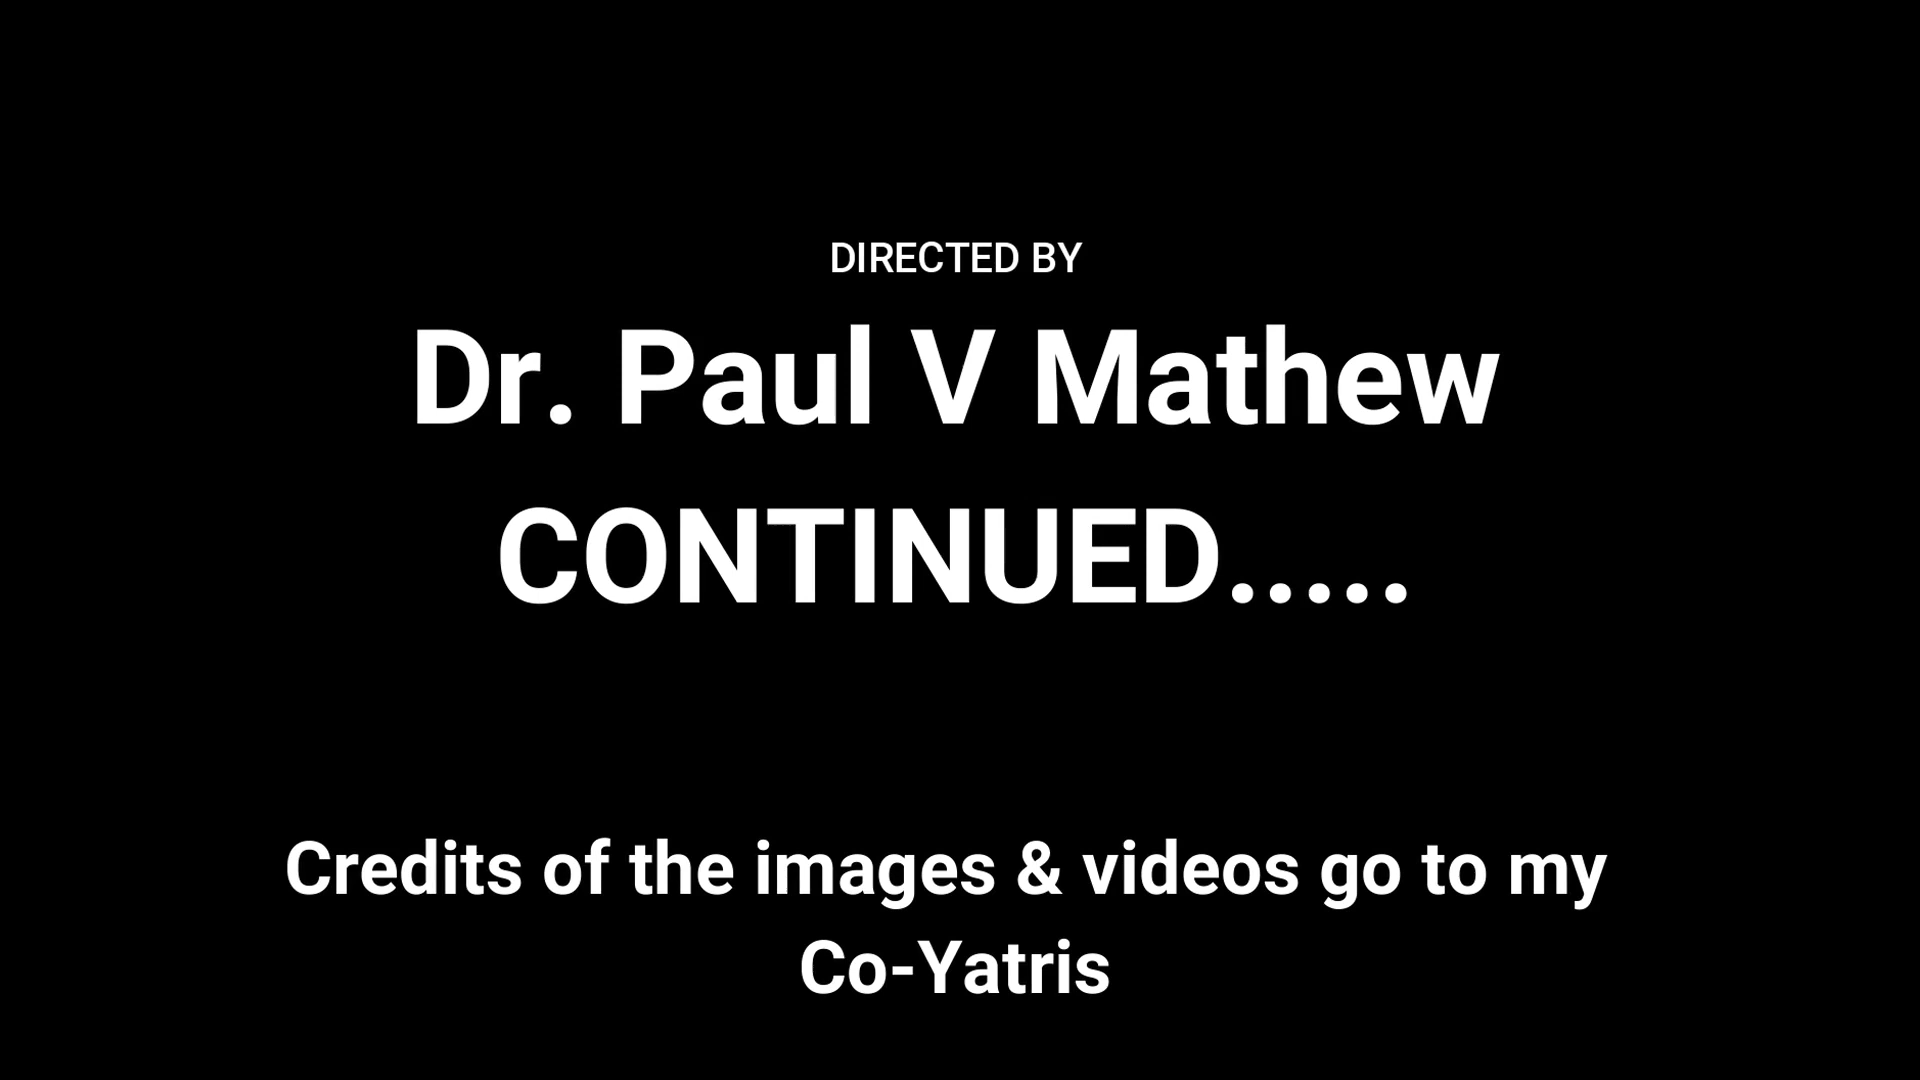 DIRECTED BY
Dr. Paul V Mathew
CONTINUED.....
Credits of the images & videos go to my
Co-Yatris